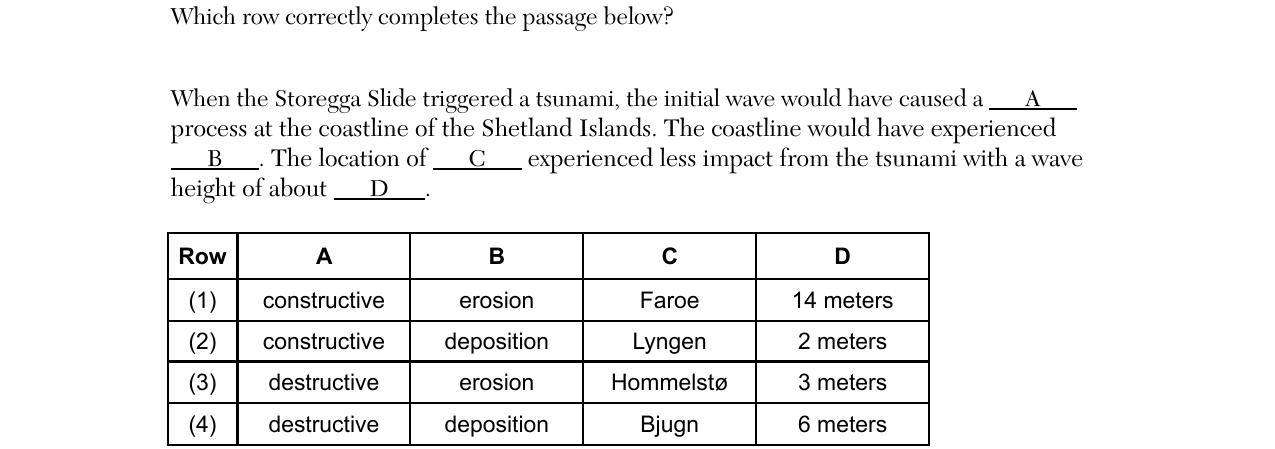 Which row correctly completes the passage below?
When the Storegga Slide triggered a tsunami, the initial wave would have caused a A
process at the coastline of the Shetland Islands. The coastline would have experienced
B . The location of C experienced less impact from the tsunami with a wave
height of about D .
Row A B C D
(1) constructive erosion Faroe 14 meters
(2) constructive deposition Lyngen 2 meters
(3) destructive erosion Hommelstø 3 meters
(4) destructive deposition Bjugn 6 meters